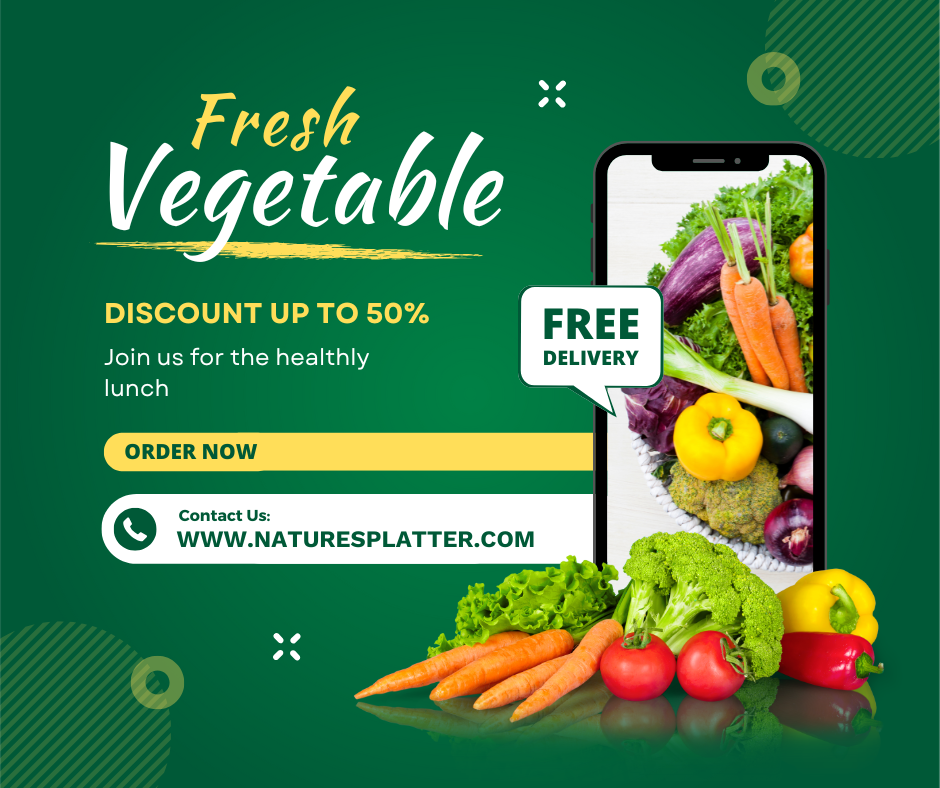 Fresh
Vegetable
DISCOUNT UP TO 50%
Join us for the healthly
lunch
FREE
DELIVERY
ORDER NOW
Contact Us:
WWW.NATURESPLATTER.COM